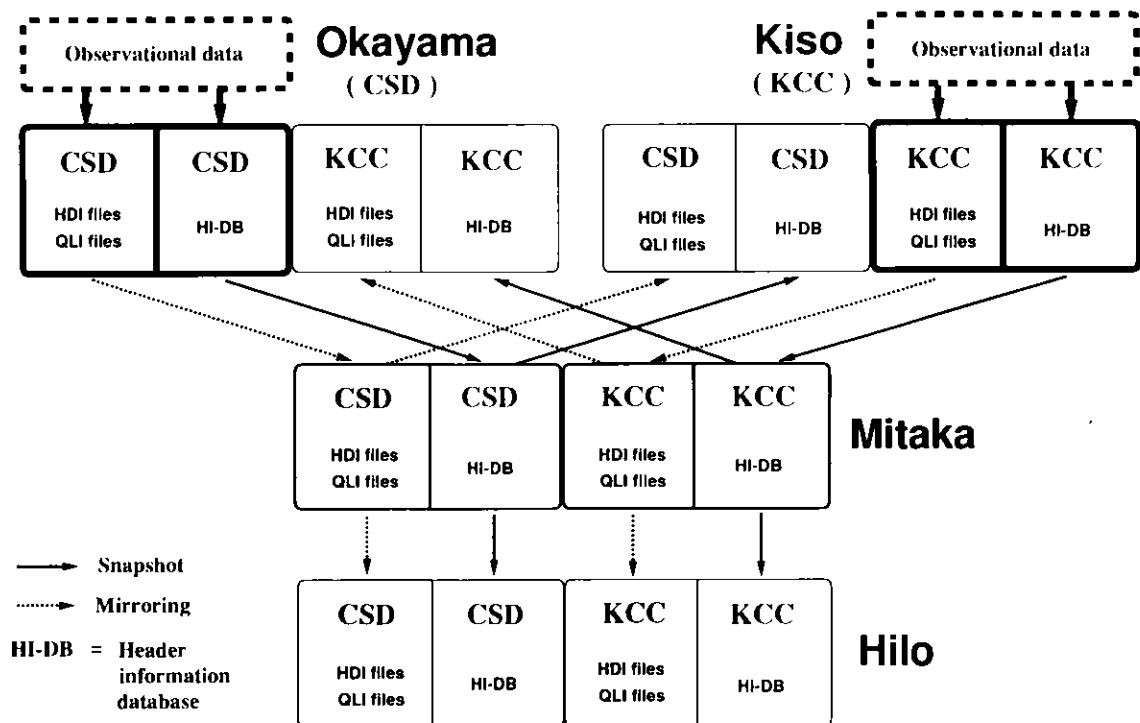 Observational data
Okayama
( CSD )
Kiso
( KCC )
Observational data
CSD
HDI files
QLI files
CSD
HI-DB
KCC
HDI files
QLI files
KCC
HI-DB
CSD
HDI files
QLI files
CSD
HI-DB
KCC
HDI files
QLI files
KCC
HI-DB
CSD
HDI files
QLI files
CSD
HI-DB
KCC
HDI files
QLI files
KCC
HI-DB
Mitaka
Snapshot
Mirroring
HI-DB = Header
information
database
CSD
HDI files
QLI files
CSD
HI-DB
KCC
HDI files
QLI files
KCC
HI-DB
Hilo